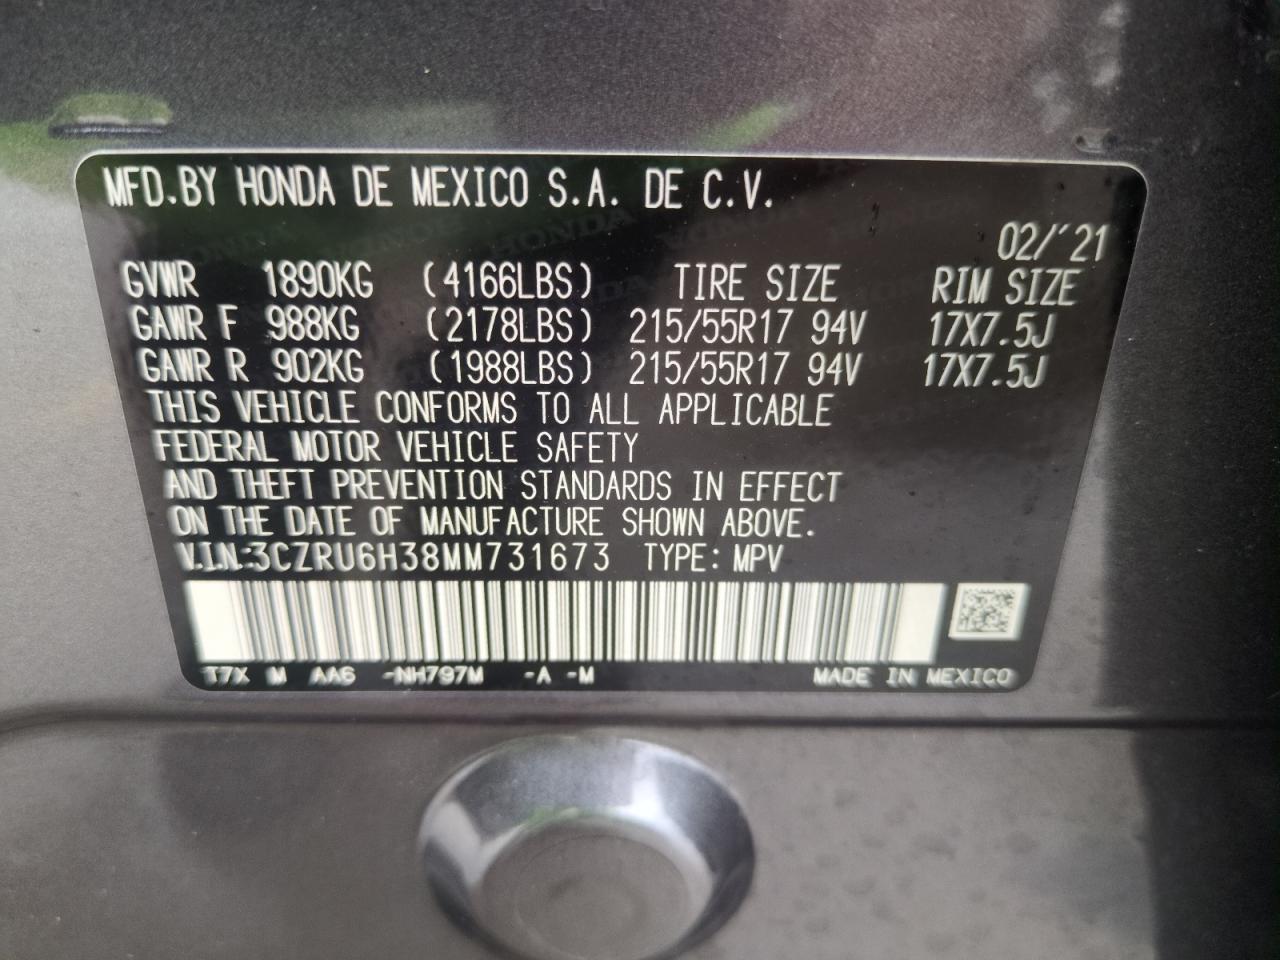 MFD.BY HONDA DE MEXICO S.A. DE C.V.
02/'21
GVWR 1890KG (4166LBS) TIRE SIZE RIM SIZE
GAWR F 988KG (2178LBS) 215/55R17 94V 17X7.5J
GAWR R 902KG (1988LBS) 215/55R17 94V 17X7.5J
THIS VEHICLE CONFORMS TO ALL APPLICABLE
FEDERAL MOTOR VEHICLE SAFETY
AND THEFT PREVENTION STANDARDS IN EFFECT
ON THE DATE OF MANUFACTURE SHOWN ABOVE.
V.I.N:3CZRU6H38MM731673 TYPE: MPV
T7X M AA6 -NH797M -A -M MADE IN MEXICO